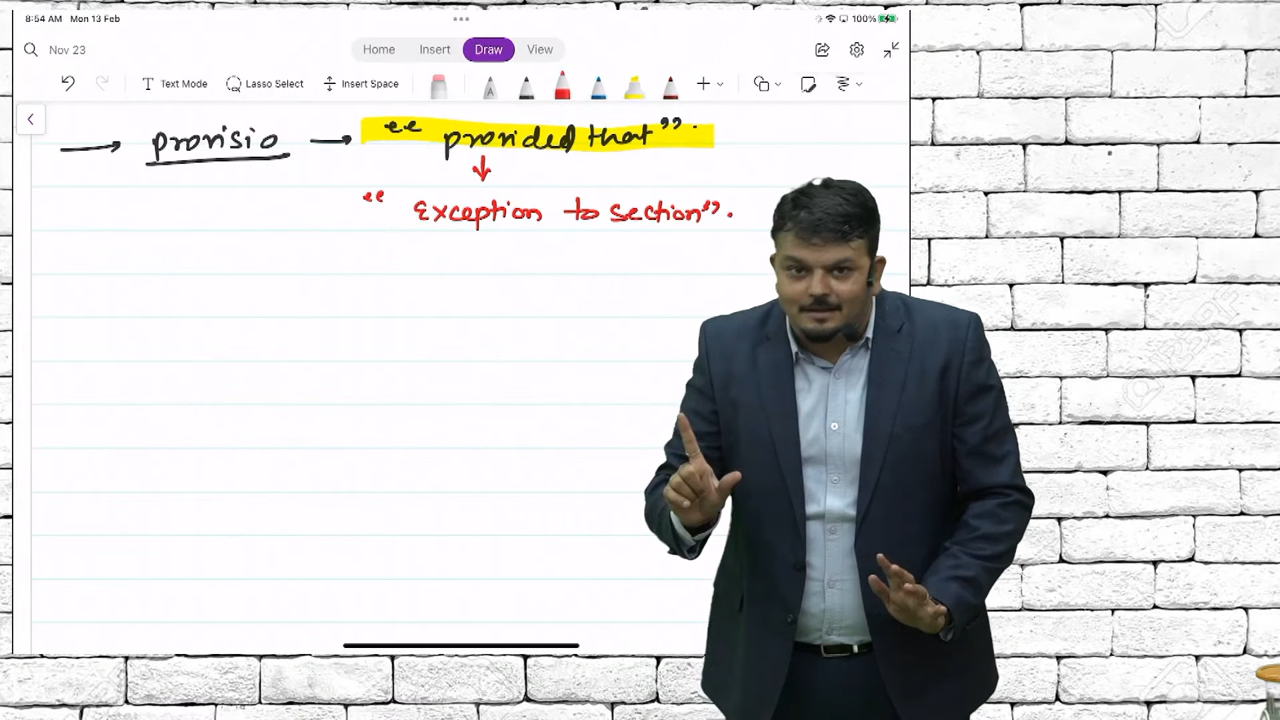 8:54 AM Mon 13 Feb
100%
Nov 23
Home Insert Draw View
Text Mode Lasso Select Insert Space
→ provisio → “ provided that”.
↓
“ Exception to section”.